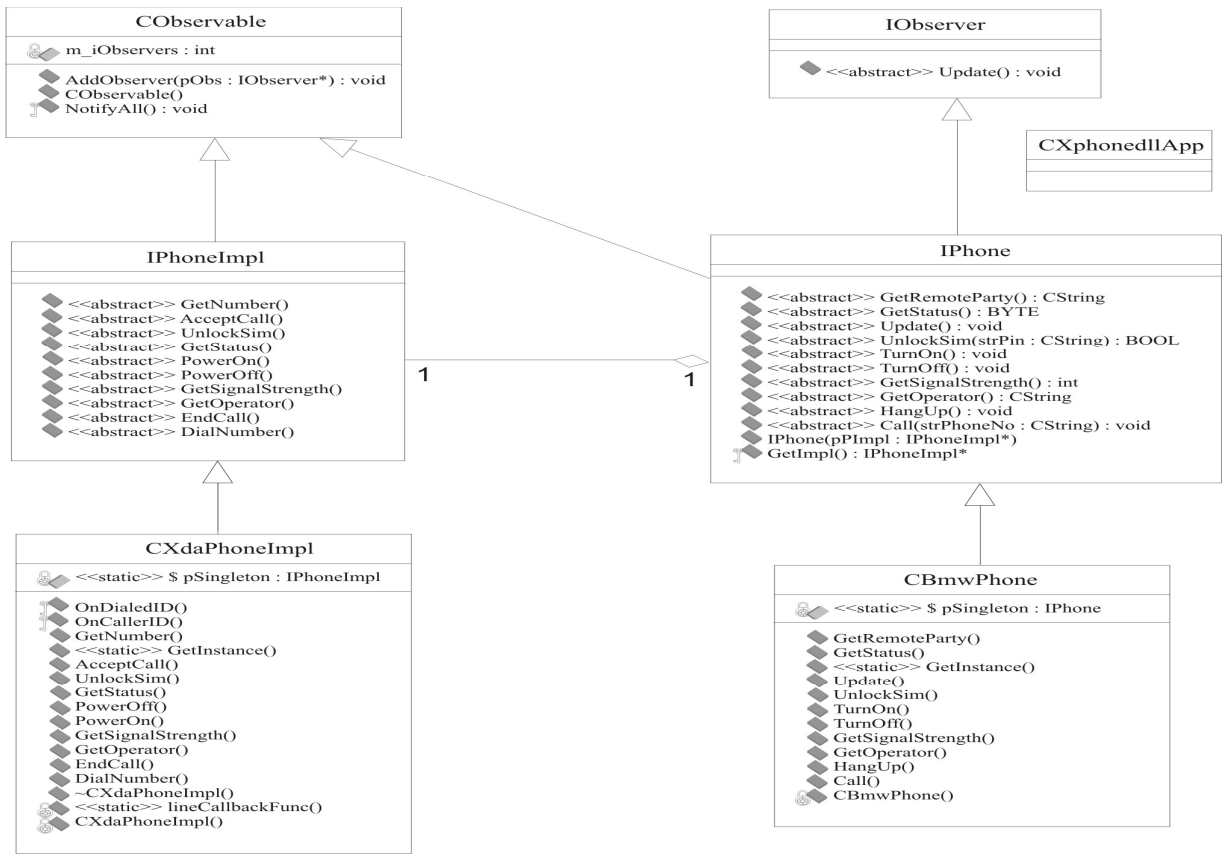 CObservable
m_iObservers : int
AddObserver(pObs : IObserver*) : void
CObservable()
NotifyAll() : void
IObserver
<<abstract>> Update() : void
CXphonedllApp
IPhoneImpl
<<abstract>> GetNumber()
<<abstract>> AcceptCall()
<<abstract>> UnlockSim()
<<abstract>> GetStatus()
<<abstract>> PowerOn()
<<abstract>> PowerOff()
<<abstract>> GetSignalStrength()
<<abstract>> GetOperator()
<<abstract>> EndCall()
<<abstract>> DialNumber()
1
1
IPhone
<<abstract>> GetRemoteParty() : CString
<<abstract>> GetStatus() : BYTE
<<abstract>> Update() : void
<<abstract>> UnlockSim(strPin : CString) : BOOL
<<abstract>> TurnOn() : void
<<abstract>> TurnOff() : void
<<abstract>> GetSignalStrength() : int
<<abstract>> GetOperator() : CString
<<abstract>> HangUp() : void
<<abstract>> Call(strPhoneNo : CString) : void
IPhone(pPImpl : IPhoneImpl*)
GetImpl() : IPhoneImpl*
CXdaPhoneImpl
<<static>> $ pSingleton : IPhoneImpl
OnDialedID()
OnCallerID()
GetNumber()
<<static>> GetInstance()
AcceptCall()
UnlockSim()
GetStatus()
PowerOff()
PowerOn()
GetSignalStrength()
GetOperator()
EndCall()
DialNumber()
~CXdaPhoneImpl()
<<static>> lineCallbackFunc()
CXdaPhoneImpl()
CBmwPhone
<<static>> $ pSingleton : IPhone
GetRemoteParty()
GetStatus()
<<static>> GetInstance()
Update()
UnlockSim()
TurnOn()
TurnOff()
GetSignalStrength()
GetOperator()
HangUp()
Call()
CBmwPhone()